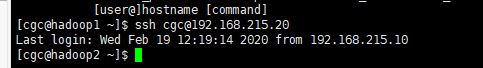 [user@]hostname [command]
[cgc@hadoop1 ~]$ ssh cgc@192.168.215.20
Last login: Wed Feb 19 12:19:14 2020 from 192.168.215.10
[cgc@hadoop2 ~]$